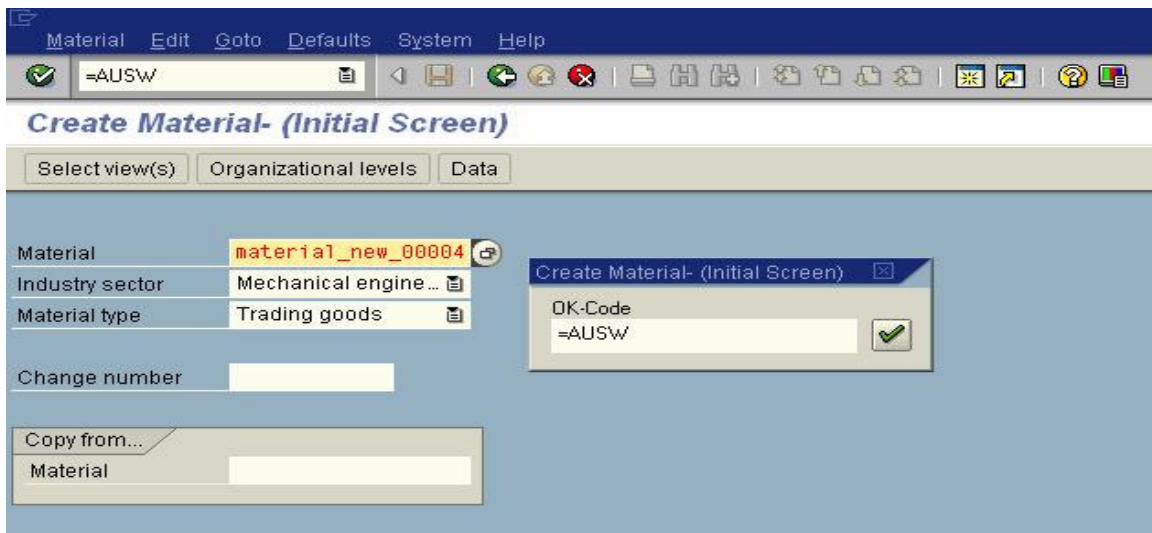 Material Edit Goto Defaults System Help
=AUSW
Create Material- (Initial Screen)
Select view(s) Organizational levels Data
Material material_new_00004
Industry sector Mechanical engine...
Material type Trading goods
Change number
Copy from...
Material
Create Material- (Initial Screen)
OK-Code
=AUSW